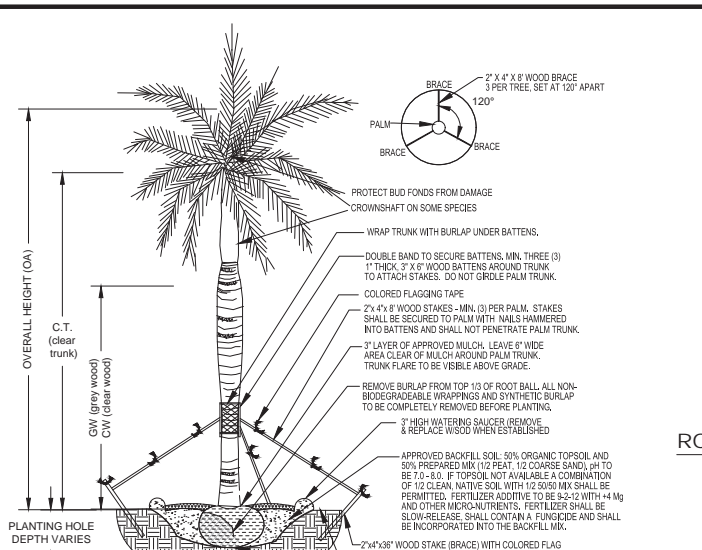 2" X 4" X 8' WOOD BRACE
3 PER TREE, SET AT 120° APART
BRACE
120°
PALM
BRACE
BRACE
PROTECT BUD FONDS FROM DAMAGE
CROWNSHAFT ON SOME SPECIES
WRAP TRUNK WITH BURLAP UNDER BATTENS.
DOUBLE BAND TO SECURE BATTENS. MIN. THREE (3)
1" THICK, 3" X 6" WOOD BATTENS AROUND TRUNK
TO ATTACH STAKES. DO NOT GIRDLE PALM TRUNK.
COLORED FLAGGING TAPE
2"x 4"x 8' WOOD STAKES - MIN. (3) PER PALM. STAKES
SHALL BE SECURED TO PALM WITH NAILS HAMMERED
INTO BATTENS AND SHALL NOT PENETRATE PALM TRUNK.
3" LAYER OF APPROVED MULCH. LEAVE 6" WIDE
AREA CLEAR OF MULCH AROUND PALM TRUNK.
TRUNK FLARE TO BE VISIBLE ABOVE GRADE.
REMOVE BURLAP FROM TOP 1/3 OF ROOT BALL. ALL NON-
BIODEGRADEABLE WRAPPINGS AND SYNTHETIC BURLAP
TO BE COMPLETELY REMOVED BEFORE PLANTING.
3" HIGH WATERING SAUCER (REMOVE
& REPLACE W/SOD WHEN ESTABLISHED
APPROVED BACKFILL SOIL: 50% ORGANIC TOPSOIL AND
50% PREPARED MIX (1/2 PEAT, 1/2 COARSE SAND), pH TO
BE 7.0 - 8.0. IF TOPSOIL NOT AVAILABLE A COMBINATION
OF 1/2 CLEAN, NATIVE SOIL WITH 1/2 50/50 MIX SHALL BE
PERMITTED. FERTILIZER ADDITIVE TO BE 9-2-12 WITH +4 Mg
AND OTHER MICRO-NUTRIENTS. FERTILIZER SHALL BE
SLOW-RELEASE, SHALL CONTAIN A FUNGICIDE AND SHALL
BE INCORPORATED INTO THE BACKFILL MIX.
2"x4"x36" WOOD STAKE (BRACE) WITH COLORED FLAG
OVERALL HEIGHT (OA)
C.T.
(clear
trunk)
GW (grey wood)
CW (clear wood)
PLANTING HOLE
DEPTH VARIES
RO